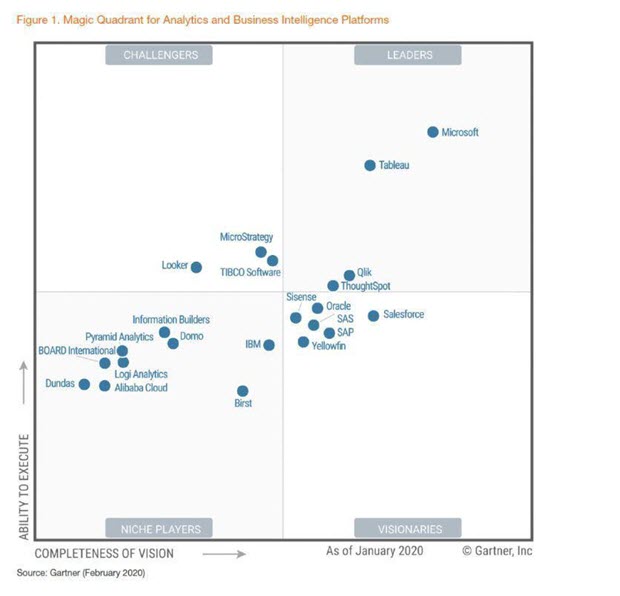 Figure 1. Magic Quadrant for Analytics and Business Intelligence Platforms
CHALLENGERS
LEADERS
Microsoft
Tableau
MicroStrategy
Looker
TIBCO Software
Qlik
ThoughtSpot
Sisense
Oracle
SAS
Salesforce
SAP
Yellowfin
Information Builders
Pyramid Analytics
Domo
IBM
BOARD International
Logi Analytics
Dundas
Alibaba Cloud
Birst
ABILITY TO EXECUTE
NICHE PLAYERS
VISIONARIES
COMPLETENESS OF VISION
As of January 2020
© Gartner, Inc
Source: Gartner (February 2020)